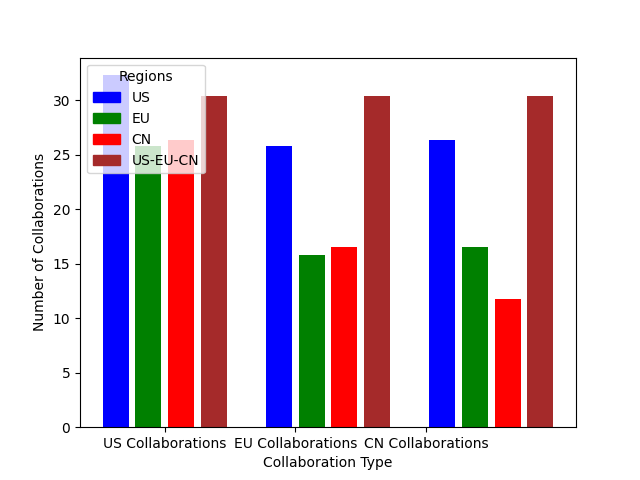 Regions
US
EU
CN
US-EU-CN
30
25
20
15
10
5
0
Number of Collaborations
US Collaborations
EU Collaborations
CN Collaborations
Collaboration Type